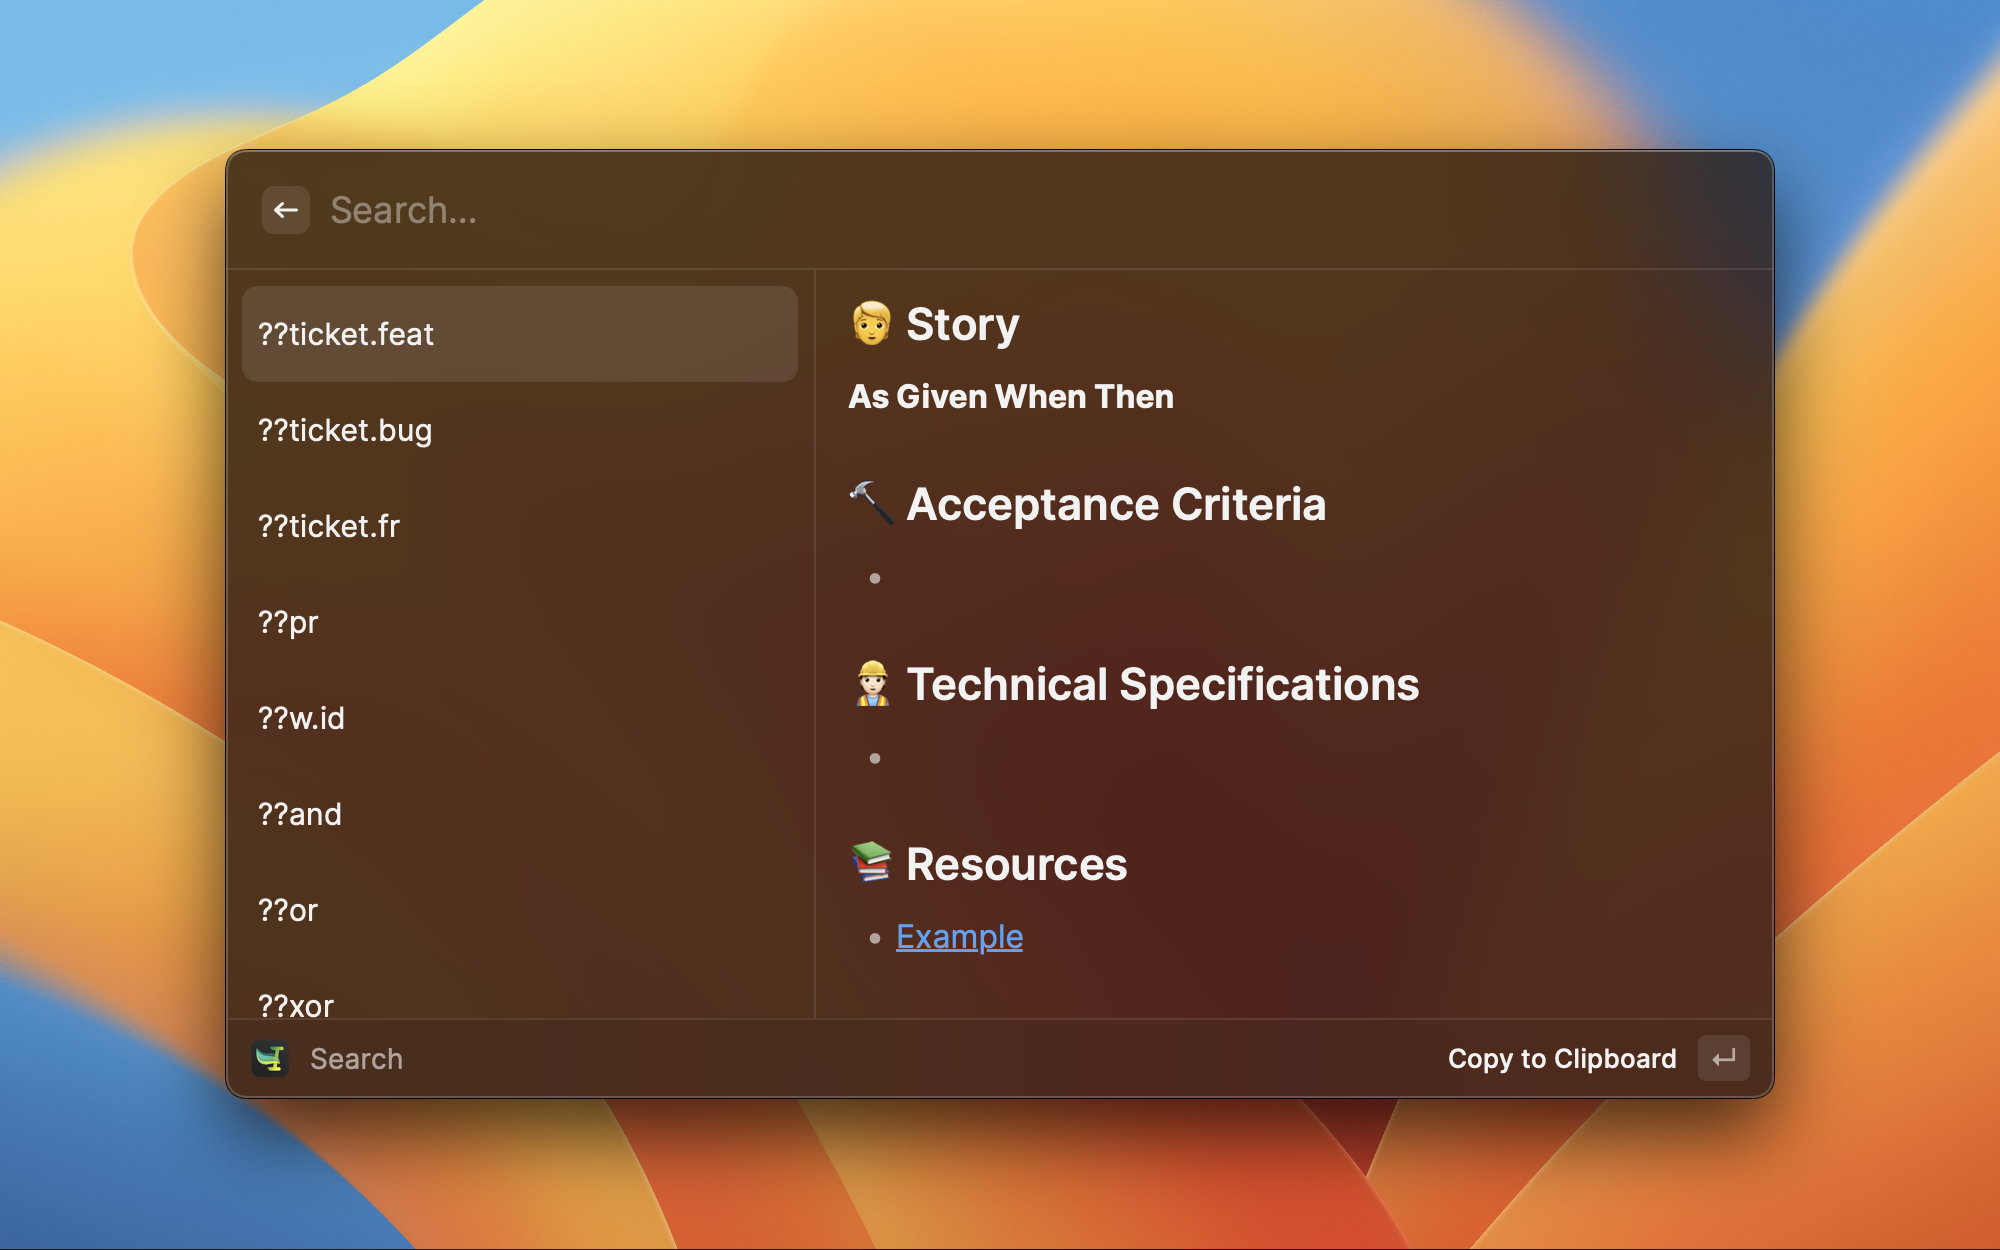 Search...
??ticket.feat
??ticket.bug
??ticket.fr
??pr
??w.id
??and
??or
??xor
🧑 Story
As Given When Then
🔨 Acceptance Criteria
•
👷 Technical Specifications
•
📚 Resources
• Example
Search
Copy to Clipboard